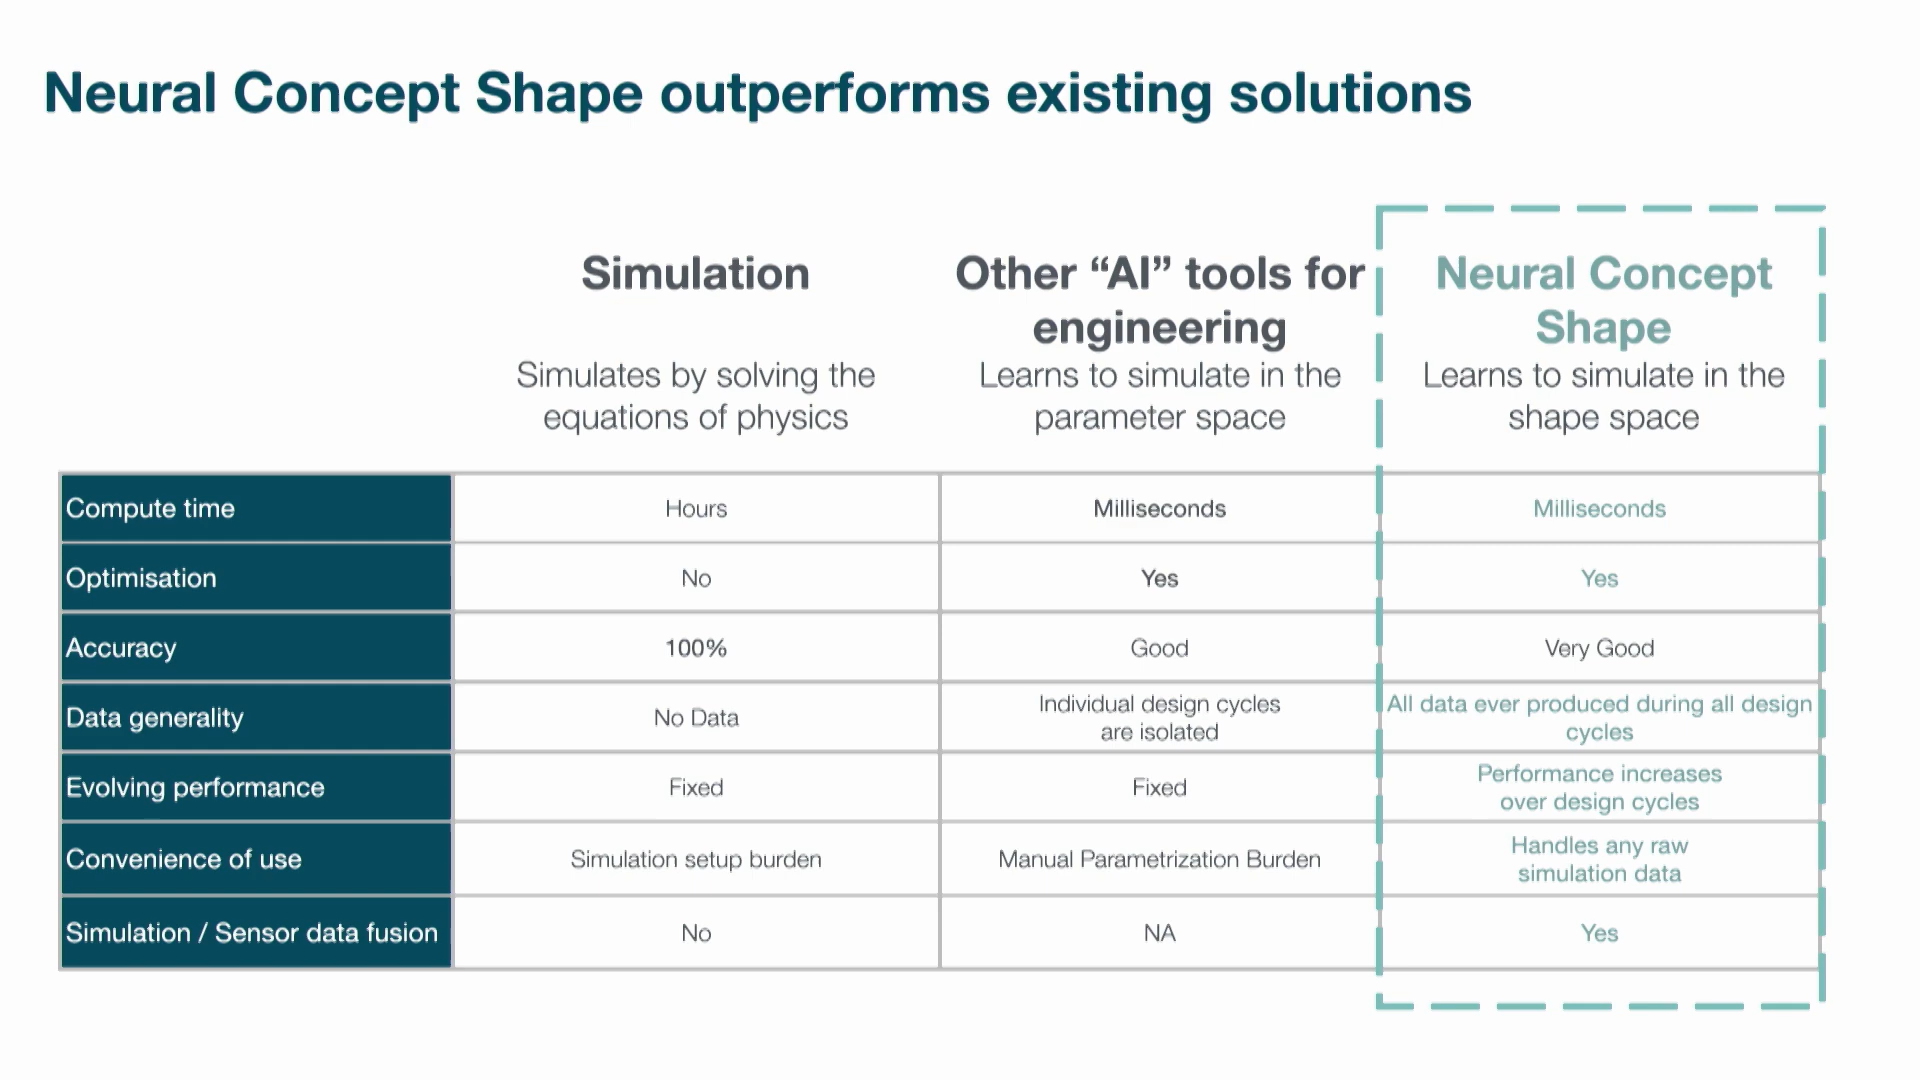 Neural Concept Shape outperforms existing solutions
Simulation
Simulates by solving the
equations of physics
Other “AI” tools for
engineering
Learns to simulate in the
parameter space
Neural Concept
Shape
Learns to simulate in the
shape space
Compute time
Hours
Milliseconds
Milliseconds
Optimisation
No
Yes
Yes
Accuracy
100%
Good
Very Good
Data generality
No Data
Individual design cycles
are isolated
All data ever produced during all design
cycles
Evolving performance
Fixed
Fixed
Performance increases
over design cycles
Convenience of use
Simulation setup burden
Manual Parametrization Burden
Handles any raw
simulation data
Simulation / Sensor data fusion
No
NA
Yes